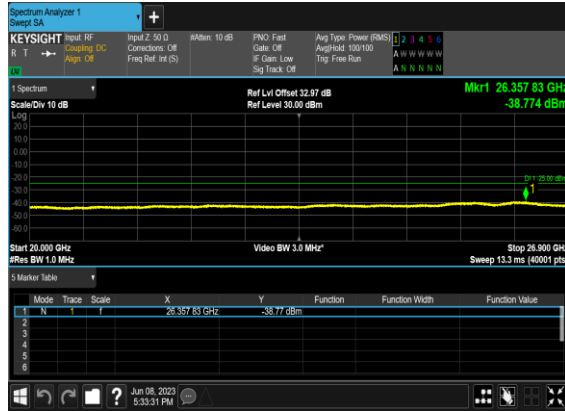 Spectrum Analyzer 1
Swept SA
+
KEYSIGHT Input: RF Input Z: 50 Ω #Atten: 10 dB PNO: Fast Avg Type: Power (RMS) 1 2 3 4 5 6
R T Coupling: DC Corrections: Off Gate: Off Avg|Hold: 100/100 A W W W W W
Align: Off Freq Ref: Int (S) IF Gain: Low Trig: Free Run
LXI Sig Track: Off A N N N N N
1 Spectrum Ref Lvl Offset 32.97 dB Mkr1 26.357 83 GHz
Scale/Div 10 dB Ref Level 30.00 dBm -38.774 dBm
Log
20.0
10.0
0.00
-10.0
-20.0
DI 1 -25.00 dBm
-30.0
1
-40.0
-50.0
-60.0
Start 20.000 GHz Video BW 3.0 MHz* Stop 26.900 GHz
#Res BW 1.0 MHz Sweep 13.3 ms (40001 pts
5 Marker Table
Mode Trace Scale X Y Function Function Width Function Value
1 N 1 f 26.357 83 GHz -38.77 dBm
2
3
4
5
6
? Jun 08, 2023
5:33:31 PM